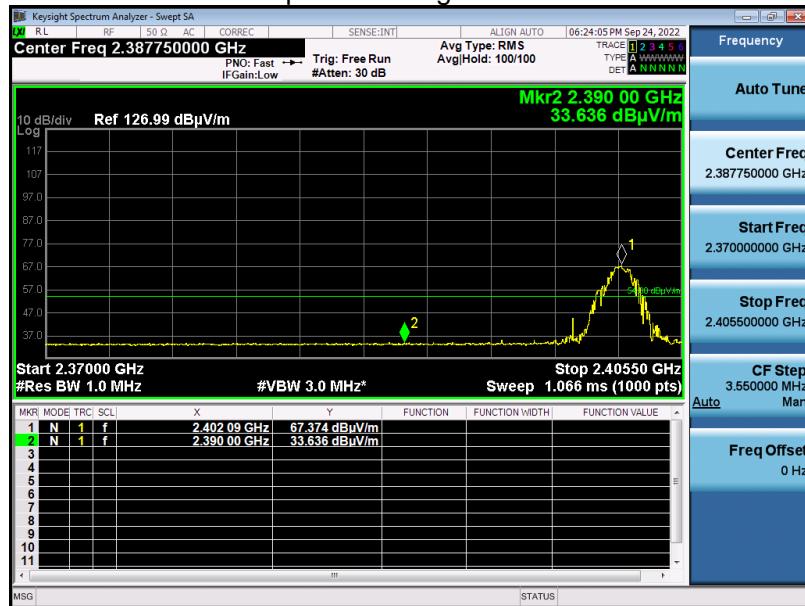 Keysight Spectrum Analyzer - Swept SA
LXI RL RF 50 Ω AC CORREC SENSE:INT ALIGN AUTO 06:24:05 PM Sep 24, 2022
Center Freq 2.387750000 GHz
PNO: Fast
IFGain:Low
Trig: Free Run
#Atten: 30 dB
Avg Type: RMS
Avg|Hold: 100/100
TRACE 1 2 3 4 5 6
TYPE A WWWWW
DET A N N N N N
Mkr2 2.390 00 GHz
33.636 dBµV/m
10 dB/div Ref 126.99 dBµV/m
Log
117
107
97.0
87.0
77.0
67.0
57.0
47.0
37.0
1
2
Start 2.37000 GHz Stop 2.40550 GHz
#Res BW 1.0 MHz #VBW 3.0 MHz* Sweep 1.066 ms (1000 pts)
MKR MODE TRC SCL X Y FUNCTION FUNCTION WIDTH FUNCTION VALUE
1 N 1 f 2.402 09 GHz 67.374 dBµV/m
2 N 1 f 2.390 00 GHz 33.636 dBµV/m
3
4
5
6
7
8
9
10
11
MSG STATUS
Frequency
Auto Tune
Center Freq
2.387750000 GHz
Start Freq
2.370000000 GHz
Stop Freq
2.405500000 GHz
CF Step
3.550000 MHz
Auto Man
Freq Offset
0 Hz